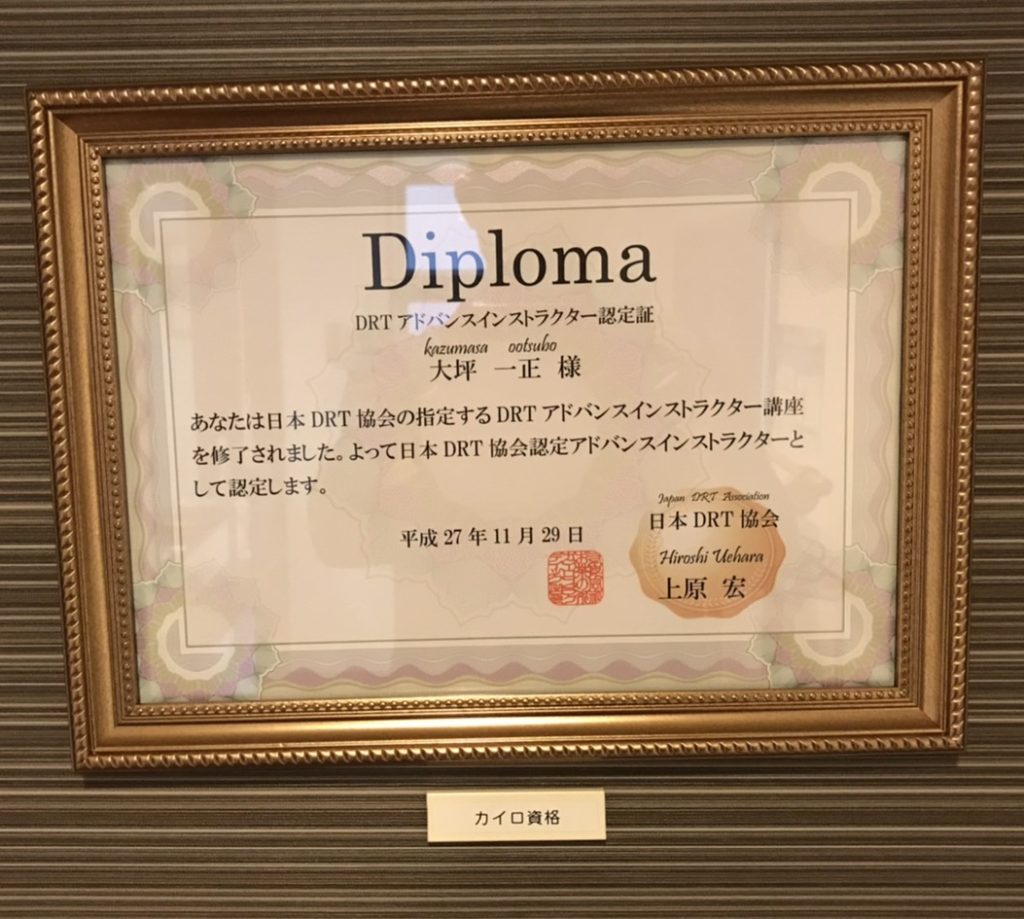 Diploma
DRT アドバンスインストラクター認定証
kazumasa ootsubo
大坪 一正 様
あなたは日本 DRT 協会の指定する DRT アドバンスインストラクター講座
を修了されました。よって日本 DRT 協会認定アドバンスインストラクターと
して認定します。
Japan DRT Association
日本 DRT 協会
平成 27 年 11 月 29 日
Hiroshi Uehara
上原 宏
カイロ資格